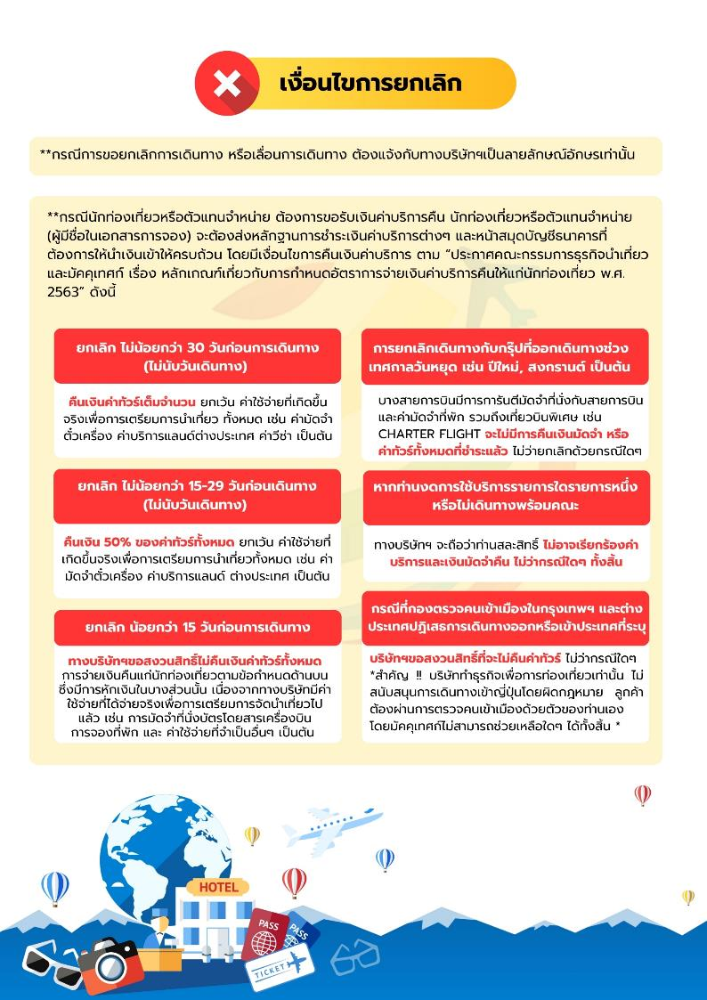 เงื่อนไขการยกเลิก
**กรณีการขอยกเลิกการเดินทาง หรือเลื่อนการเดินทาง ต้องแจ้งกับทางบริษัทฯเป็นลายลักษณ์อักษรเท่านั้น
**กรณีนักท่องเที่ยวหรือตัวแทนจำหน่าย ต้องการขอรับเงินค่าบริการคืน นักท่องเที่ยวหรือตัวแทนจำหน่าย
(ผู้มีชื่อในเอกสารการจอง) จะต้องส่งหลักฐานการชำระเงินค่าบริการต่างๆ และหน้าสมุดบัญชีธนาคารที่
ต้องการให้นำเงินเข้าให้ครบถ้วน โดยมีเงื่อนไขการคืนเงินค่าบริการ ตาม “ประกาศคณะกรรมการธุรกิจนำเที่ยว
และมัคคุเทศก์ เรื่อง หลักเกณฑ์เกี่ยวกับการกำหนดอัตราการจ่ายเงินค่าบริการคืนให้แก่นักท่องเที่ยว พ.ศ.
2563” ดังนี้
ยกเลิก ไม่น้อยกว่า 30 วันก่อนการเดินทาง
(ไม่นับวันเดินทาง)
คืนเงินค่าทัวร์เต็มจำนวน ยกเว้น ค่าใช้จ่ายที่เกิดขึ้น
จริงเพื่อการเตรียมการนำเที่ยว ทั้งหมด เช่น ค่ามัดจำ
ตั๋วเครื่อง ค่าบริการแลนด์ต่างประเทศ ค่าวีซ่า เป็นต้น
ยกเลิก ไม่น้อยกว่า 15-29 วันก่อนเดินทาง
(ไม่นับวันเดินทาง)
คืนเงิน 50% ของค่าทัวร์ทั้งหมด ยกเว้น ค่าใช้จ่ายที่
เกิดขึ้นจริงเพื่อการเตรียมการนำเที่ยวทั้งหมด เช่น ค่า
มัดจำตั๋วเครื่อง ค่าบริการแลนด์ ต่างประเทศ เป็นต้น
ยกเลิก น้อยกว่า 15 วันก่อนการเดินทาง
ทางบริษัทฯขอสงวนสิทธิ์ไม่คืนเงินค่าทัวร์ทั้งหมด
การจ่ายเงินคืนแก่นักท่องเที่ยวตามข้อกำหนดด้านบน
ซึ่งมีการหักเงินในบางส่วนนั้น เนื่องจากทางบริษัทมีค่า
ใช้จ่ายที่ได้จ่ายจริงเพื่อการเตรียมการจัดนำเที่ยวไป
แล้ว เช่น การมัดจำที่นั่งบัตรโดยสารเครื่องบิน
การจองที่พัก และ ค่าใช้จ่ายที่จำเป็นอื่นๆ เป็นต้น
การยกเลิกเดินทางกับกรุ๊ปที่ออกเดินทางช่วง
เทศกาลวันหยุด เช่น ปีใหม่, สงกรานต์ เป็นต้น
บางสายการบินมีการการันตีมัดจำที่นั่งกับสายการบิน
และค่ามัดจำที่พัก รวมถึงเที่ยวบินพิเศษ เช่น
CHARTER FLIGHT จะไม่มีการคืนเงินมัดจำ หรือ
ค่าทัวร์ทั้งหมดที่ชำระแล้ว ไม่ว่ายกเลิกด้วยกรณีใดๆ
หากท่านงดการใช้บริการรายการใดรายการหนึ่ง
หรือไม่เดินทางพร้อมคณะ
ทางบริษัทฯ จะถือว่าท่านสละสิทธิ์ ไม่อาจเรียกร้องค่า
บริการและเงินมัดจำคืน ไม่ว่ากรณีใดๆ ทั้งสิ้น
กรณีที่กองตรวจคนเข้าเมืองในกรุงเทพฯ และต่าง
ประเทศปฏิเสธการเดินทางออกหรือเข้าประเทศที่ระบุ
บริษัทฯขอสงวนสิทธิ์ที่จะไม่คืนค่าทัวร์ ไม่ว่ากรณีใดๆ
*สำคัญ !! บริษัททำธุรกิจเพื่อการท่องเที่ยวเท่านั้น ไม่
สนับสนุนการเดินทางเข้าญี่ปุ่นโดยผิดกฎหมาย ลูกค้า
ต้องผ่านการตรวจคนเข้าเมืองด้วยตัวของท่านเอง
โดยมัคคุเทศก์ไม่สามารถช่วยเหลือใดๆ ได้ทั้งสิ้น *
HOTEL
PASS
PASS
TICKET